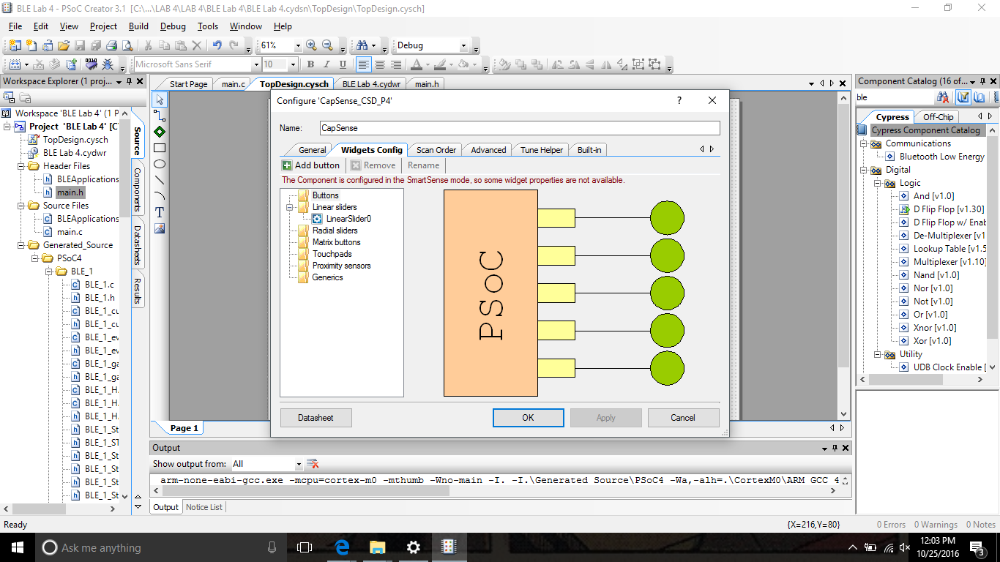 BLE Lab 4 - PSoC Creator 3.1 [C:\...\LAB 4\LAB 4\BLE Lab 4\BLE Lab 4.cydsn\TopDesign\TopDesign.cysch]
File Edit View Project Build Debug Tools Window Help
61% Debug
Microsoft Sans Serif 10 B I U
Workspace Explorer (1 proj...
Workspace 'BLE Lab 4' (1 P
Project 'BLE Lab 4' [C
TopDesign.cysch
BLE Lab 4.cydwr
Header Files
BLEApplications
main.h
Source Files
BLEApplications
main.c
Generated_Source
PSoC4
BLE_1
BLE_1.c
BLE_1.h
BLE_1_cu
BLE_1_cu
BLE_1_ev
BLE_1_ev
BLE_1_ga
BLE_1_ga
BLE_1_H
BLE_1_H
BLE_1_H
BLE_1_St
BLE_1_ST
BLE_1_St
BLE_1_St
BLE_1_St
BLE_1_St
Source
Components
Datasheets
Results
Start Page main.c TopDesign.cysch BLE Lab 4.cydwr main.h
T
Configure 'CapSense_CSD_P4' ?
Name: CapSense
General Widgets Config Scan Order Advanced Tune Helper Built-in
Add button Remove Rename
The Component is configured in the SmartSense mode, so some widget properties are not available.
Buttons
Linear sliders
LinearSlider0
Radial sliders
Matrix buttons
Touchpads
Proximity sensors
Generics
PSoC
Datasheet OK Apply Cancel
Page 1
Output
Show output from: All
arm-none-eabi-gcc.exe -mcpu=cortex-m0 -mthumb -Wno-main -I. -I.\Generated Source\PSoC4 -Wa,-alh=.\CortexM0\ARM GCC 4
Output Notice List
Component Catalog (16 of...
ble
Cypress Off-Chip
Cypress Component Catalog
Communications
Bluetooth Low Energy
Digital
Logic
And [v1.0]
D Flip Flop [v1.30]
D Flip Flop w/ Enab
De-Multiplexer [v1
Lookup Table [v1.5
Multiplexer [v1.10]
Nand [v1.0]
Nor [v1.0]
Not [v1.0]
Or [v1.0]
Xnor [v1.0]
Xor [v1.0]
Utility
UDB Clock Enable [
Ready {X=216,Y=80} 0 Errors 0 Warnings 0 Notes
Ask me anything
12:03 PM
10/25/2016
3